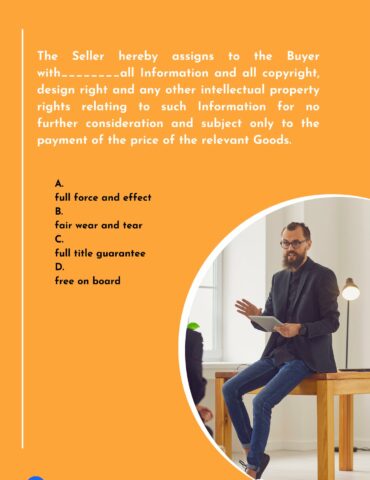 The Seller hereby assigns to the Buyer
with________all Information and all copyright,
design right and any other intellectual property
rights relating to such Information for no
further consideration and subject only to the
payment of the price of the relevant Goods.
A.
full force and effect
B.
fair wear and tear
C.
full title guarantee
D.
free on board